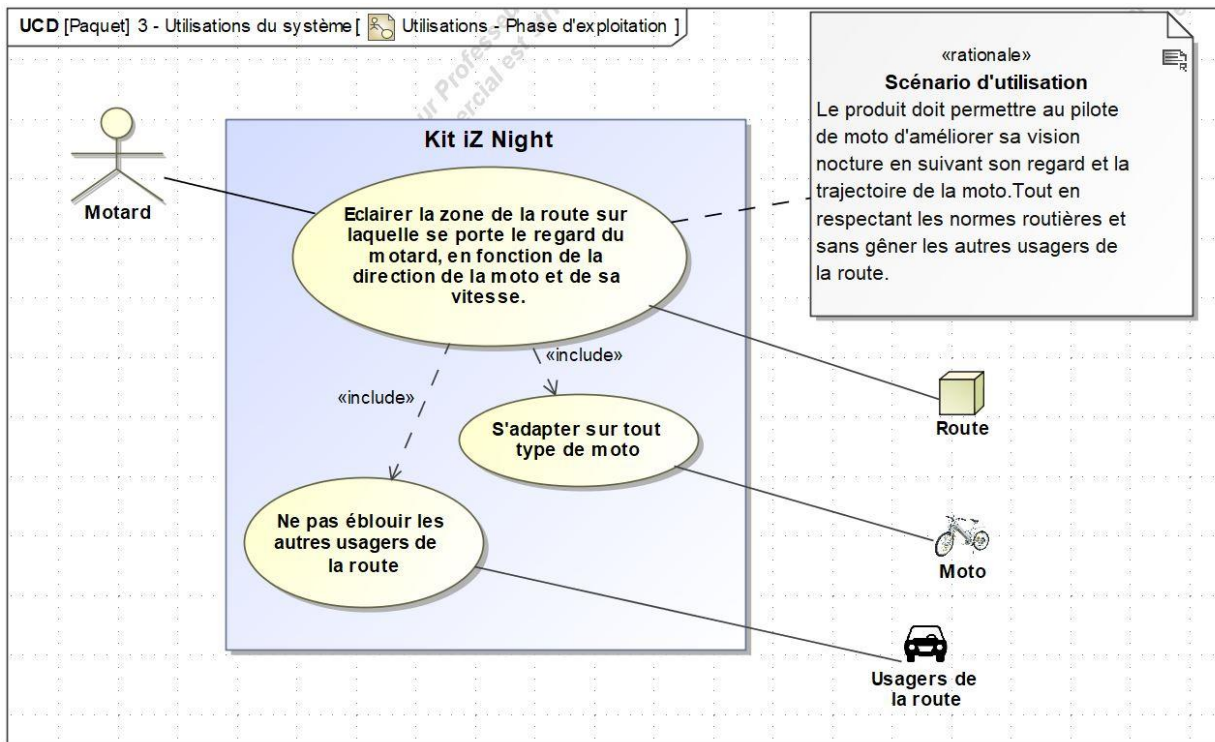 UCD [Paquet] 3 - Utilisations du système [ Utilisations - Phase d'exploitation ]
«rationale»
Scénario d'utilisation
Le produit doit permettre au pilote
de moto d'améliorer sa vision
nocture en suivant son regard et la
trajectoire de la moto.Tout en
respectant les normes routières et
sans gêner les autres usagers de
la route.
Motard
Kit iZ Night
Eclairer la zone de la route sur
laquelle se porte le regard du
motard, en fonction de la
direction de la moto et de sa
vitesse.
«include»
«include»
S'adapter sur tout
type de moto
Ne pas éblouir les
autres usagers de
la route
Route
Moto
Usagers de
la route